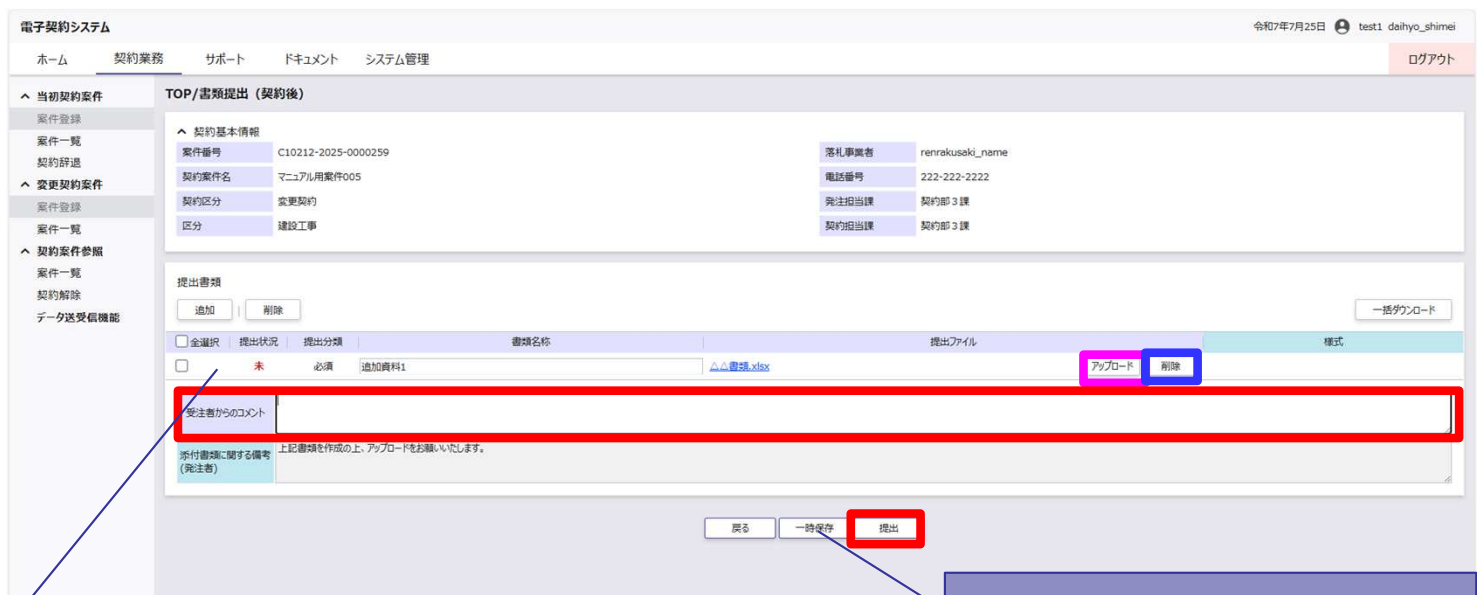 電子契約システム
令和7年7月25日 test1 daihyo_shimei
ホーム 契約業務 サポート ドキュメント システム管理 ログアウト
当初契約案件
案件登録
案件一覧
契約辞退
変更契約案件
案件登録
案件一覧
契約案件参照
案件一覧
契約解除
データ送受信機能
TOP/書類提出（契約後）
契約基本情報
案件番号 C10212-2025-0000259 落札事業者 renrakusaki_name
契約案件名 マニュアル用案件005 電話番号 222-222-2222
契約区分 変更契約 発注担当課 契約部３課
区分 建設工事 契約担当課 契約部３課
提出書類
追加 | 削除 一括ダウンロード
全選択 提出状況 提出分類 書類名称 提出ファイル 様式
未 必須 追加資料1 △△書類.xlsx アップロード 削除
受注者からのコメント
添付書類に関する備考
(発注者)
上記書類を作成の上、アップロードをお願いいたします。
戻る 一時保存 提出